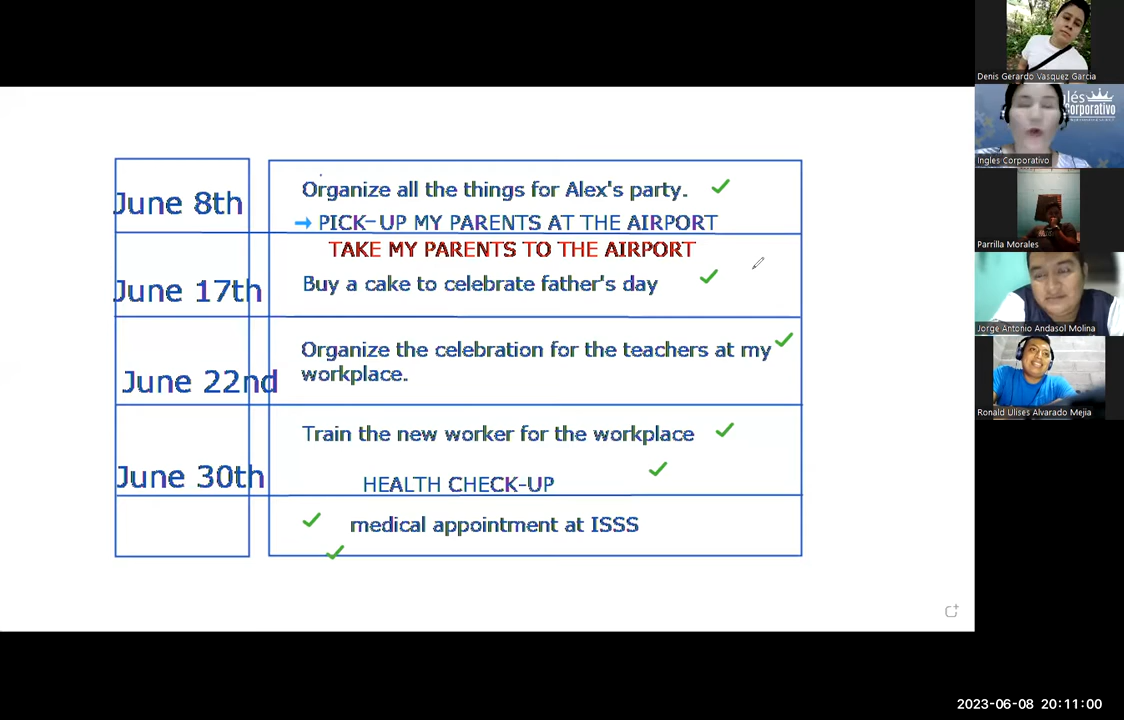 June 8th
Organize all the things for Alex's party.
→ PICK-UP MY PARENTS AT THE AIRPORT
TAKE MY PARENTS TO THE AIRPORT
June 17th
Buy a cake to celebrate father's day
June 22nd
Organize the celebration for the teachers at my
workplace.
June 30th
Train the new worker for the workplace
HEALTH CHECK-UP
medical appointment at ISSS
Denis Gerardo Vasquez Garcia
lés
Corporativo
Ingles Corporativo
Parrilla Morales
Jorge Antonio Andasol Molina
Ronald Ulises Alvarado Mejia
2023-06-08 20:11:00